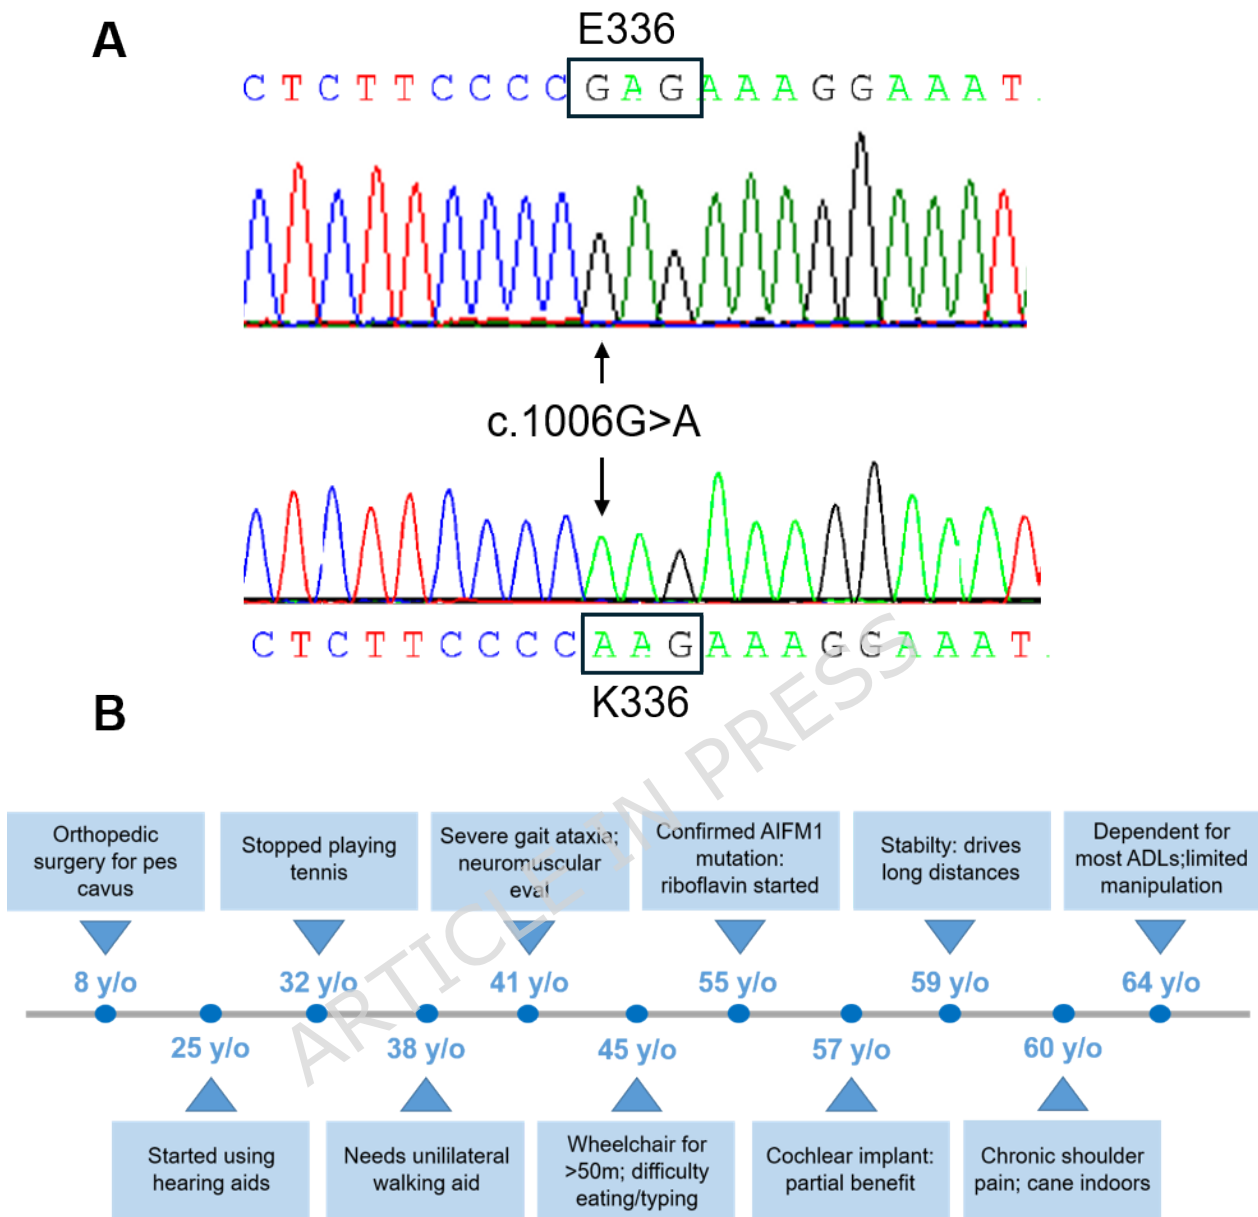 A
E336
C T C T T C C C C G A G A A A G G A A A T .
c.1006G>A
C T C T T C C C C A A G A A A G G A A A T .
K336
B
Orthopedic
surgery for pes
cavus
Stopped playing
tennis
Severe gait ataxia;
neuromuscular
eval
Confirmed AIFM1
mutation:
riboflavin started
Stabilty: drives
long distances
Dependent for
most ADLs;limited
manipulation
8 y/o
32 y/o
41 y/o
55 y/o
59 y/o
64 y/o
25 y/o
38 y/o
45 y/o
57 y/o
60 y/o
Started using
hearing aids
Needs unililateral
walking aid
Wheelchair for
>50m; difficulty
eating/typing
Cochlear implant:
partial benefit
Chronic shoulder
pain; cane indoors
ARTICLE IN PRESS